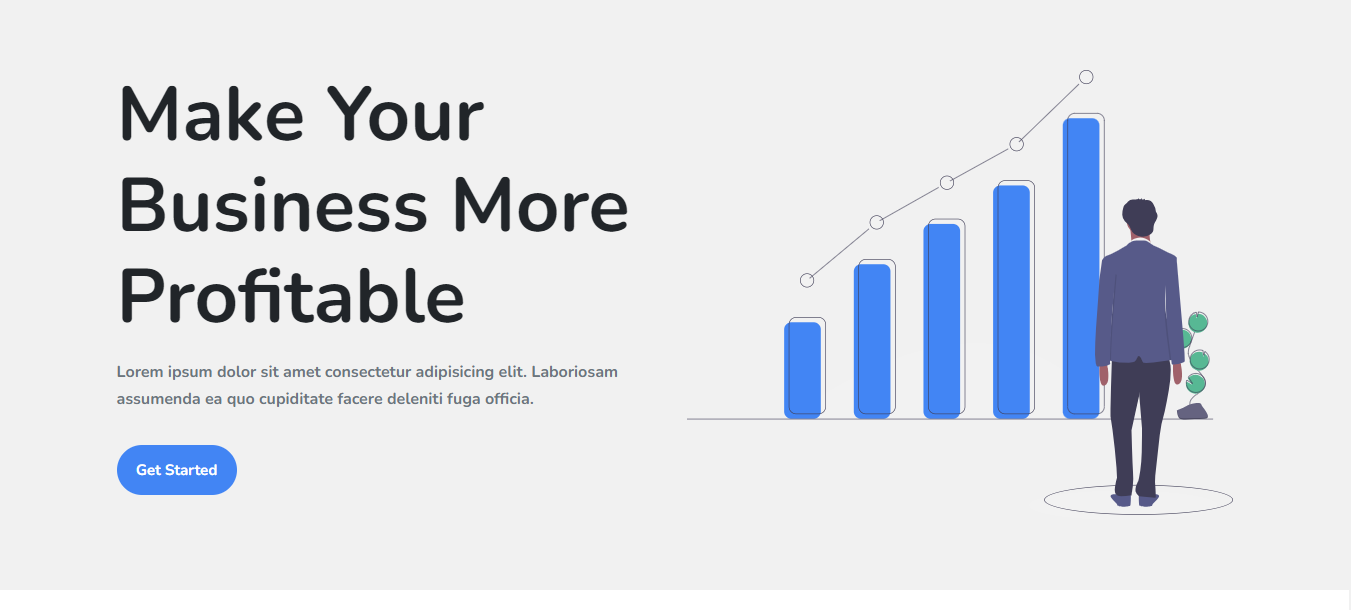 Make Your
Business More
Profitable
Lorem ipsum dolor sit amet consectetur adipisicing elit. Laboriosam
assumenda ea quo cupiditate facere deleniti fuga officia.
Get Started